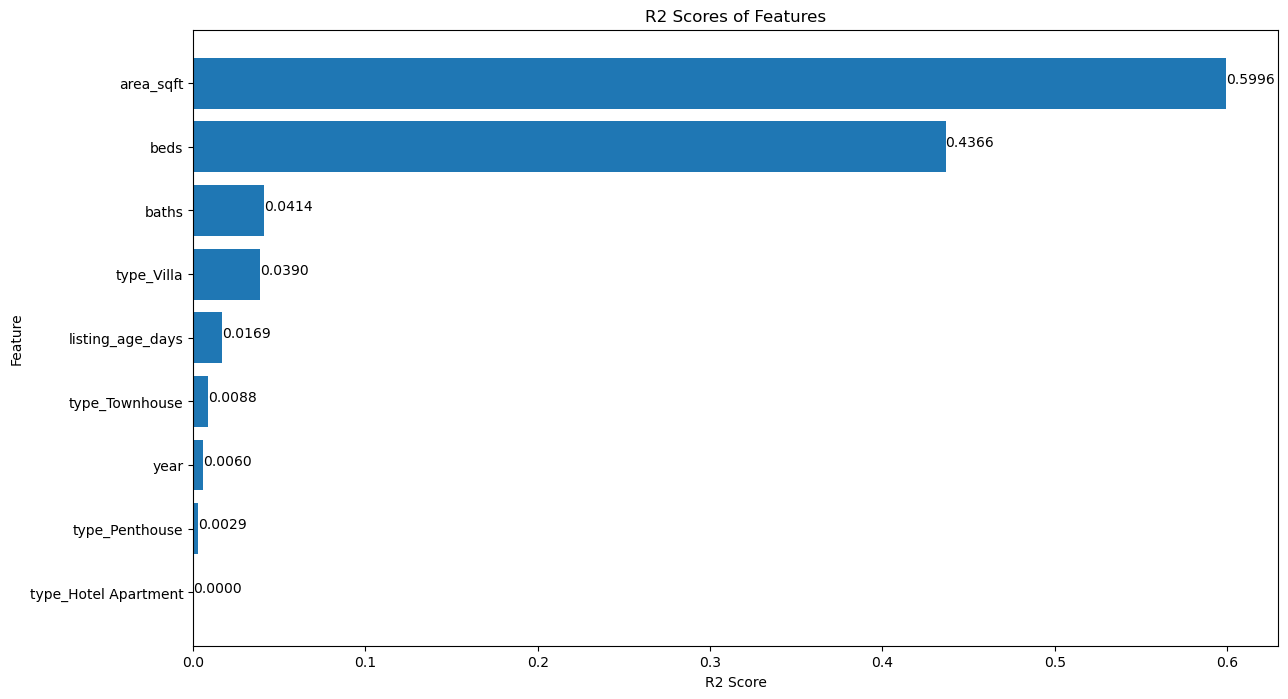 R2 Scores of Features
area_sqft 0.5996
beds 0.4366
baths 0.0414
type_Villa 0.0390
listing_age_days 0.0169
type_Townhouse 0.0088
year 0.0060
type_Penthouse 0.0029
type_Hotel Apartment 0.0000
Feature
0.0 0.1 0.2 0.3 0.4 0.5 0.6
R2 Score